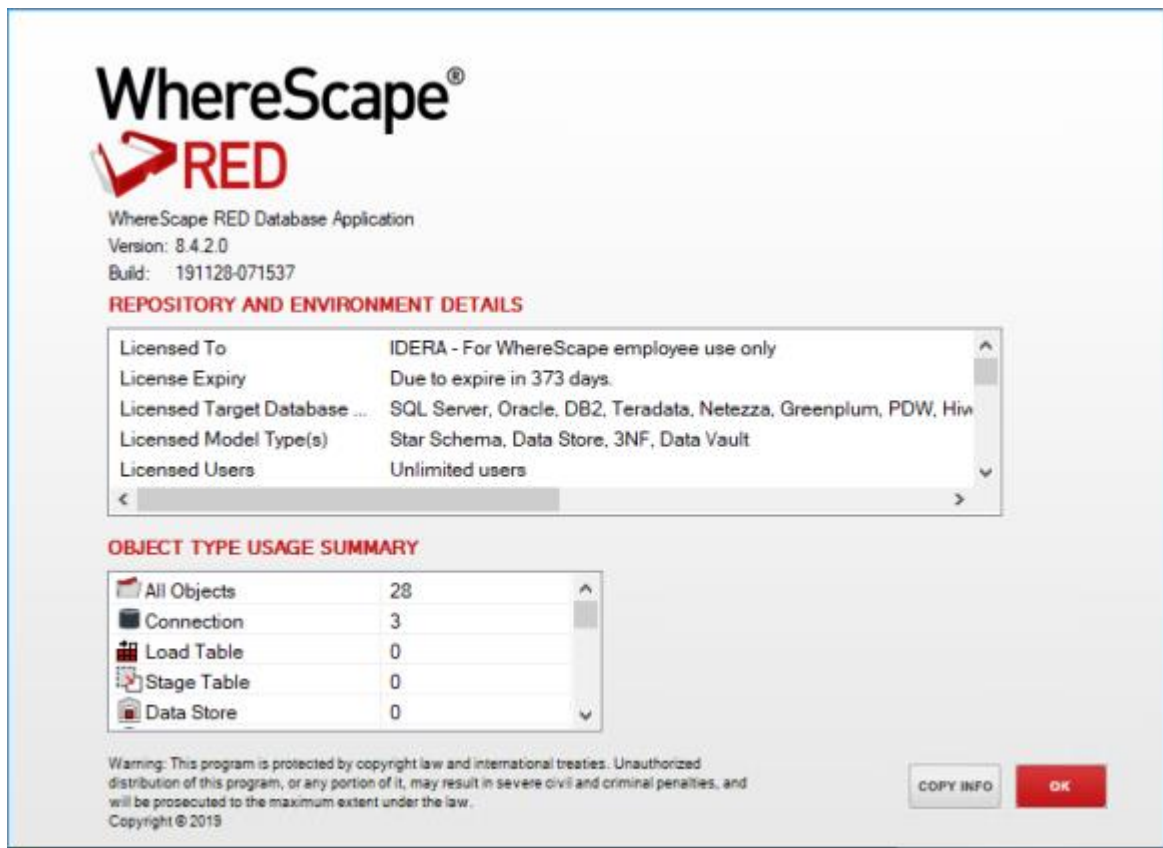 WhereScape®
RED
WhereScape RED Database Application
Version: 8.4.2.0
Build: 191128-071537
REPOSITORY AND ENVIRONMENT DETAILS
Licensed To IDERA - For WhereScape employee use only
License Expiry Due to expire in 373 days.
Licensed Target Database ... SQL Server, Oracle, DB2, Teradata, Netezza, Greenplum, PDW, Hiv
Licensed Model Type(s) Star Schema, Data Store, 3NF, Data Vault
Licensed Users Unlimited users
OBJECT TYPE USAGE SUMMARY
All Objects 28
Connection 3
Load Table 0
Stage Table 0
Data Store 0
Warning: This program is protected by copyright law and international treaties. Unauthorized
distribution of this program, or any portion of it, may result in severe civil and criminal penalties, and
will be prosecuted to the maximum extent under the law.
Copyright © 2019
COPY INFO OK